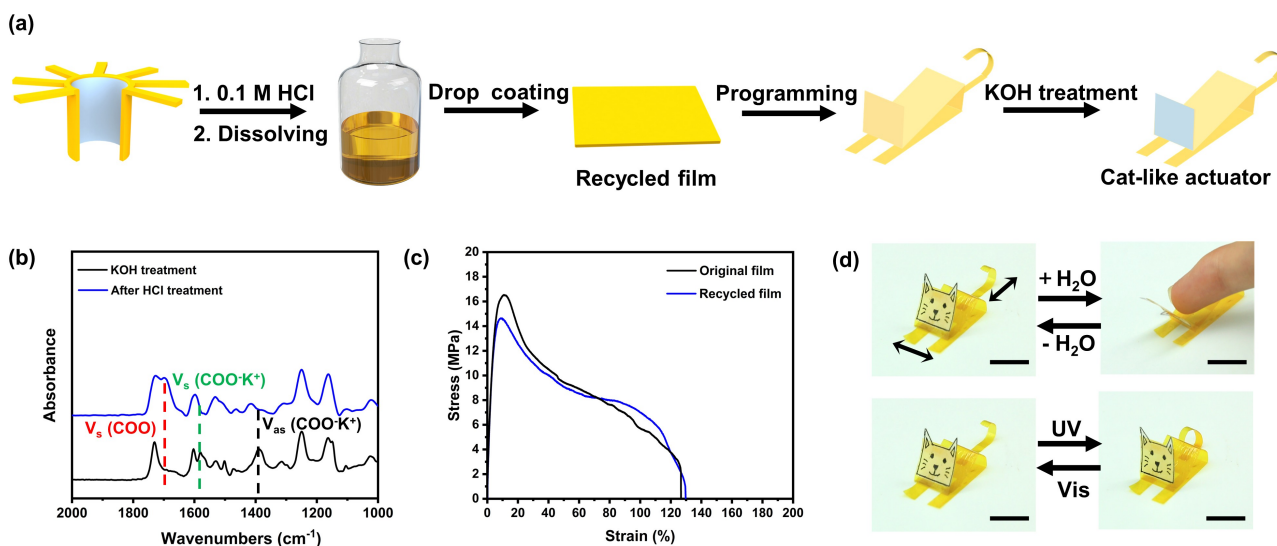 (a)
1. 0.1 M HCl
2. Dissolving
Drop coating
Recycled film
Programming
KOH treatment
Cat-like actuator
(b)
KOH treatment
After HCl treatment
Vs (COO⁻K⁺)
Vs (COO)
Vas (COO⁻K⁺)
Absorbance
2000 1800 1600 1400 1200 1000
Wavenumbers (cm⁻¹)
(c)
Original film
Recycled film
20
18
16
14
12
10
8
6
4
2
0
Stress (MPa)
0 20 40 60 80 100 120 140 160 180 200
Strain (%)
(d)
+ H₂O
- H₂O
UV
Vis